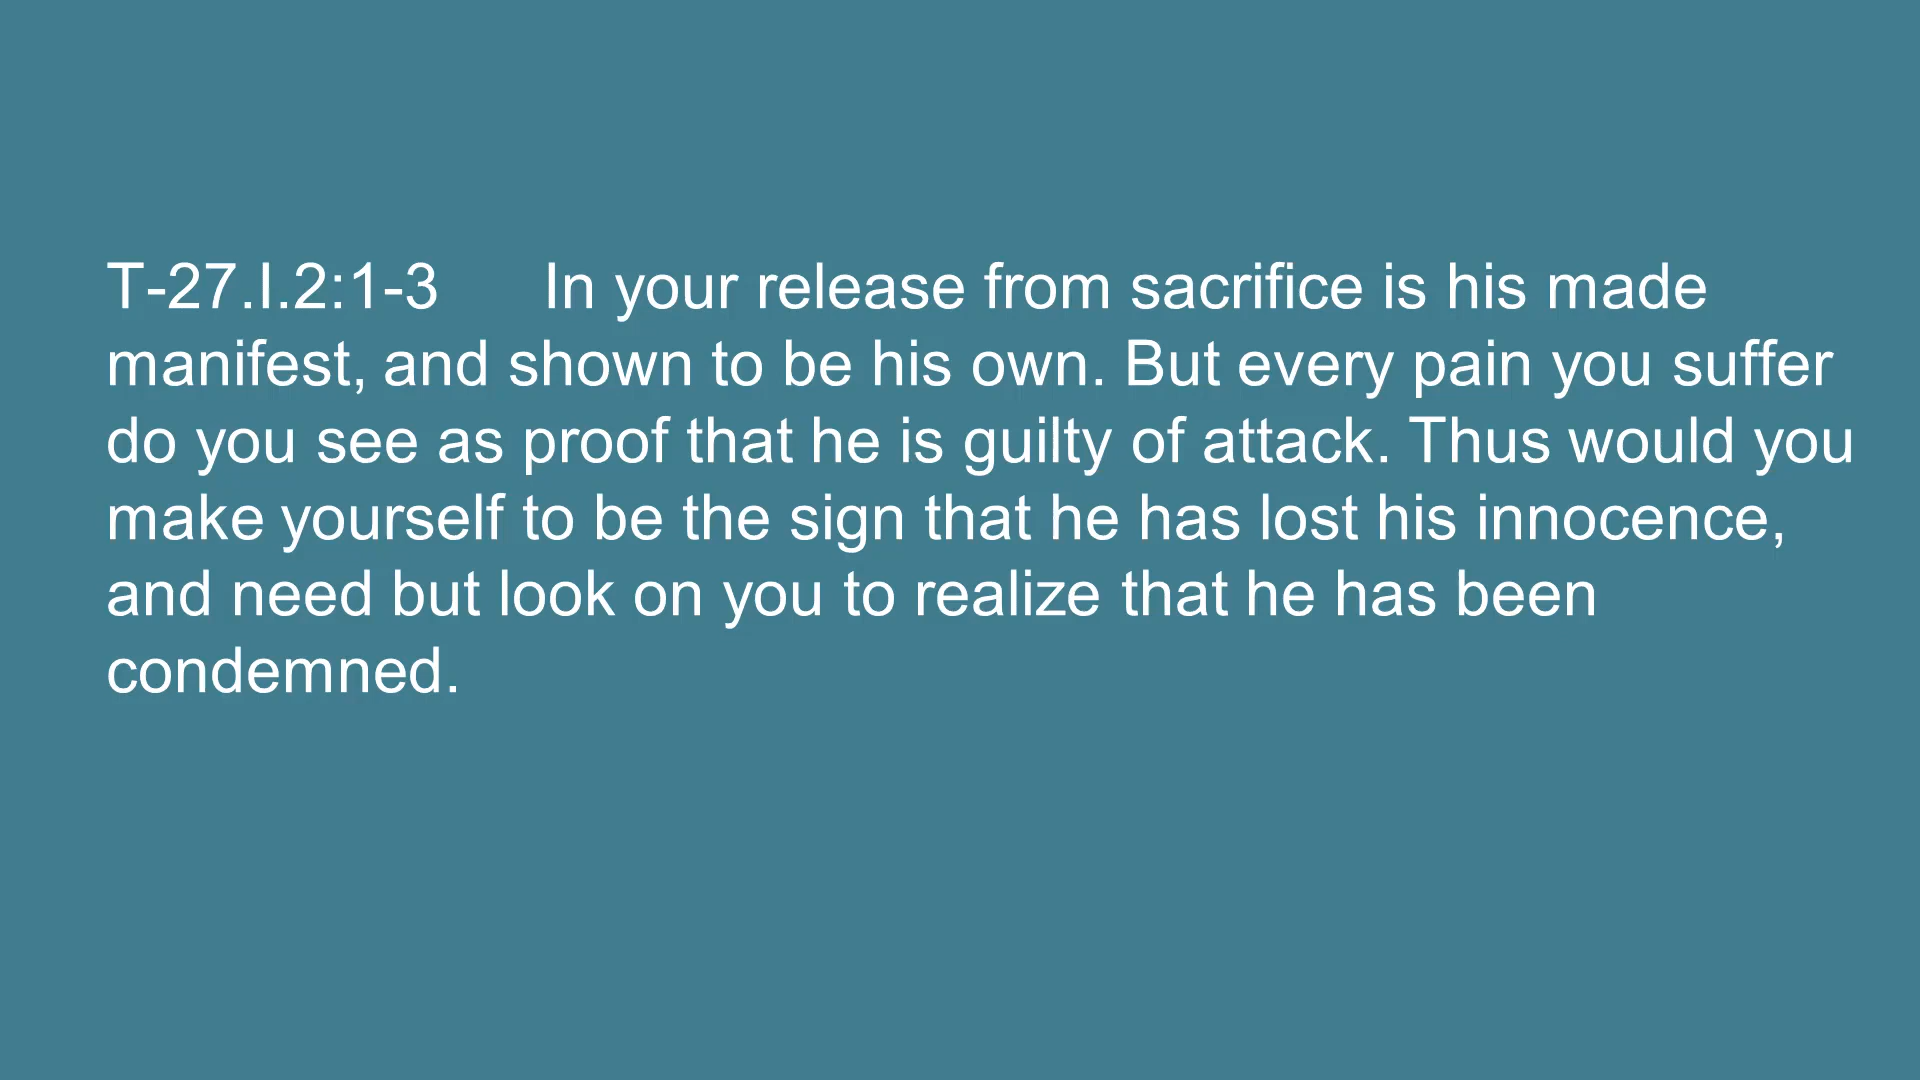 T-27.I.2:1-3 In your release from sacrifice is his made
manifest, and shown to be his own. But every pain you suffer
do you see as proof that he is guilty of attack. Thus would you
make yourself to be the sign that he has lost his innocence,
and need but look on you to realize that he has been
condemned.